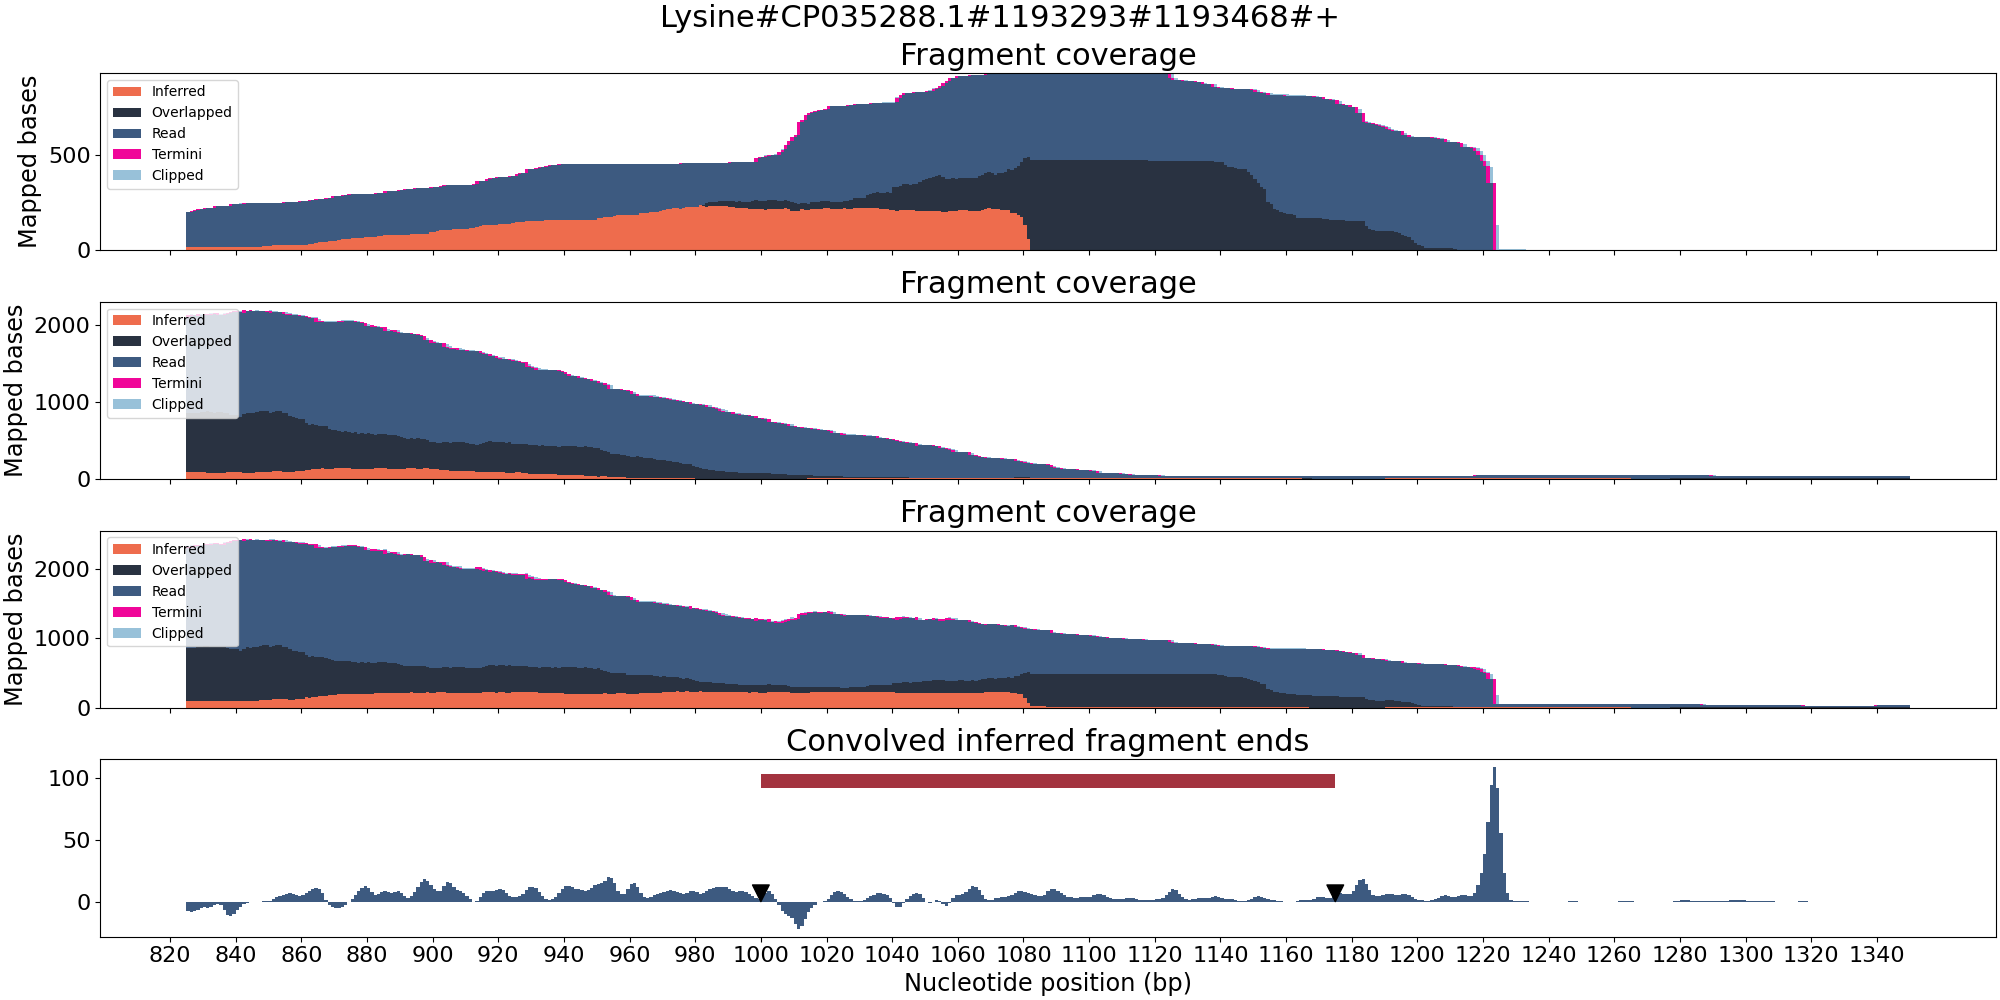 Lysine#CP035288.1#1193293#1193468#+
Fragment coverage
Mapped bases
500
0
Inferred
Overlapped
Read
Termini
Clipped
Fragment coverage
Mapped bases
2000
1000
0
Inferred
Overlapped
Read
Termini
Clipped
Fragment coverage
Mapped bases
2000
1000
0
Inferred
Overlapped
Read
Termini
Clipped
Convolved inferred fragment ends
100
50
0
820 840 860 880 900 920 940 960 980 1000 1020 1040 1060 1080 1100 1120 1140 1160 1180 1200 1220 1240 1260 1280 1300 1320 1340
Nucleotide position (bp)